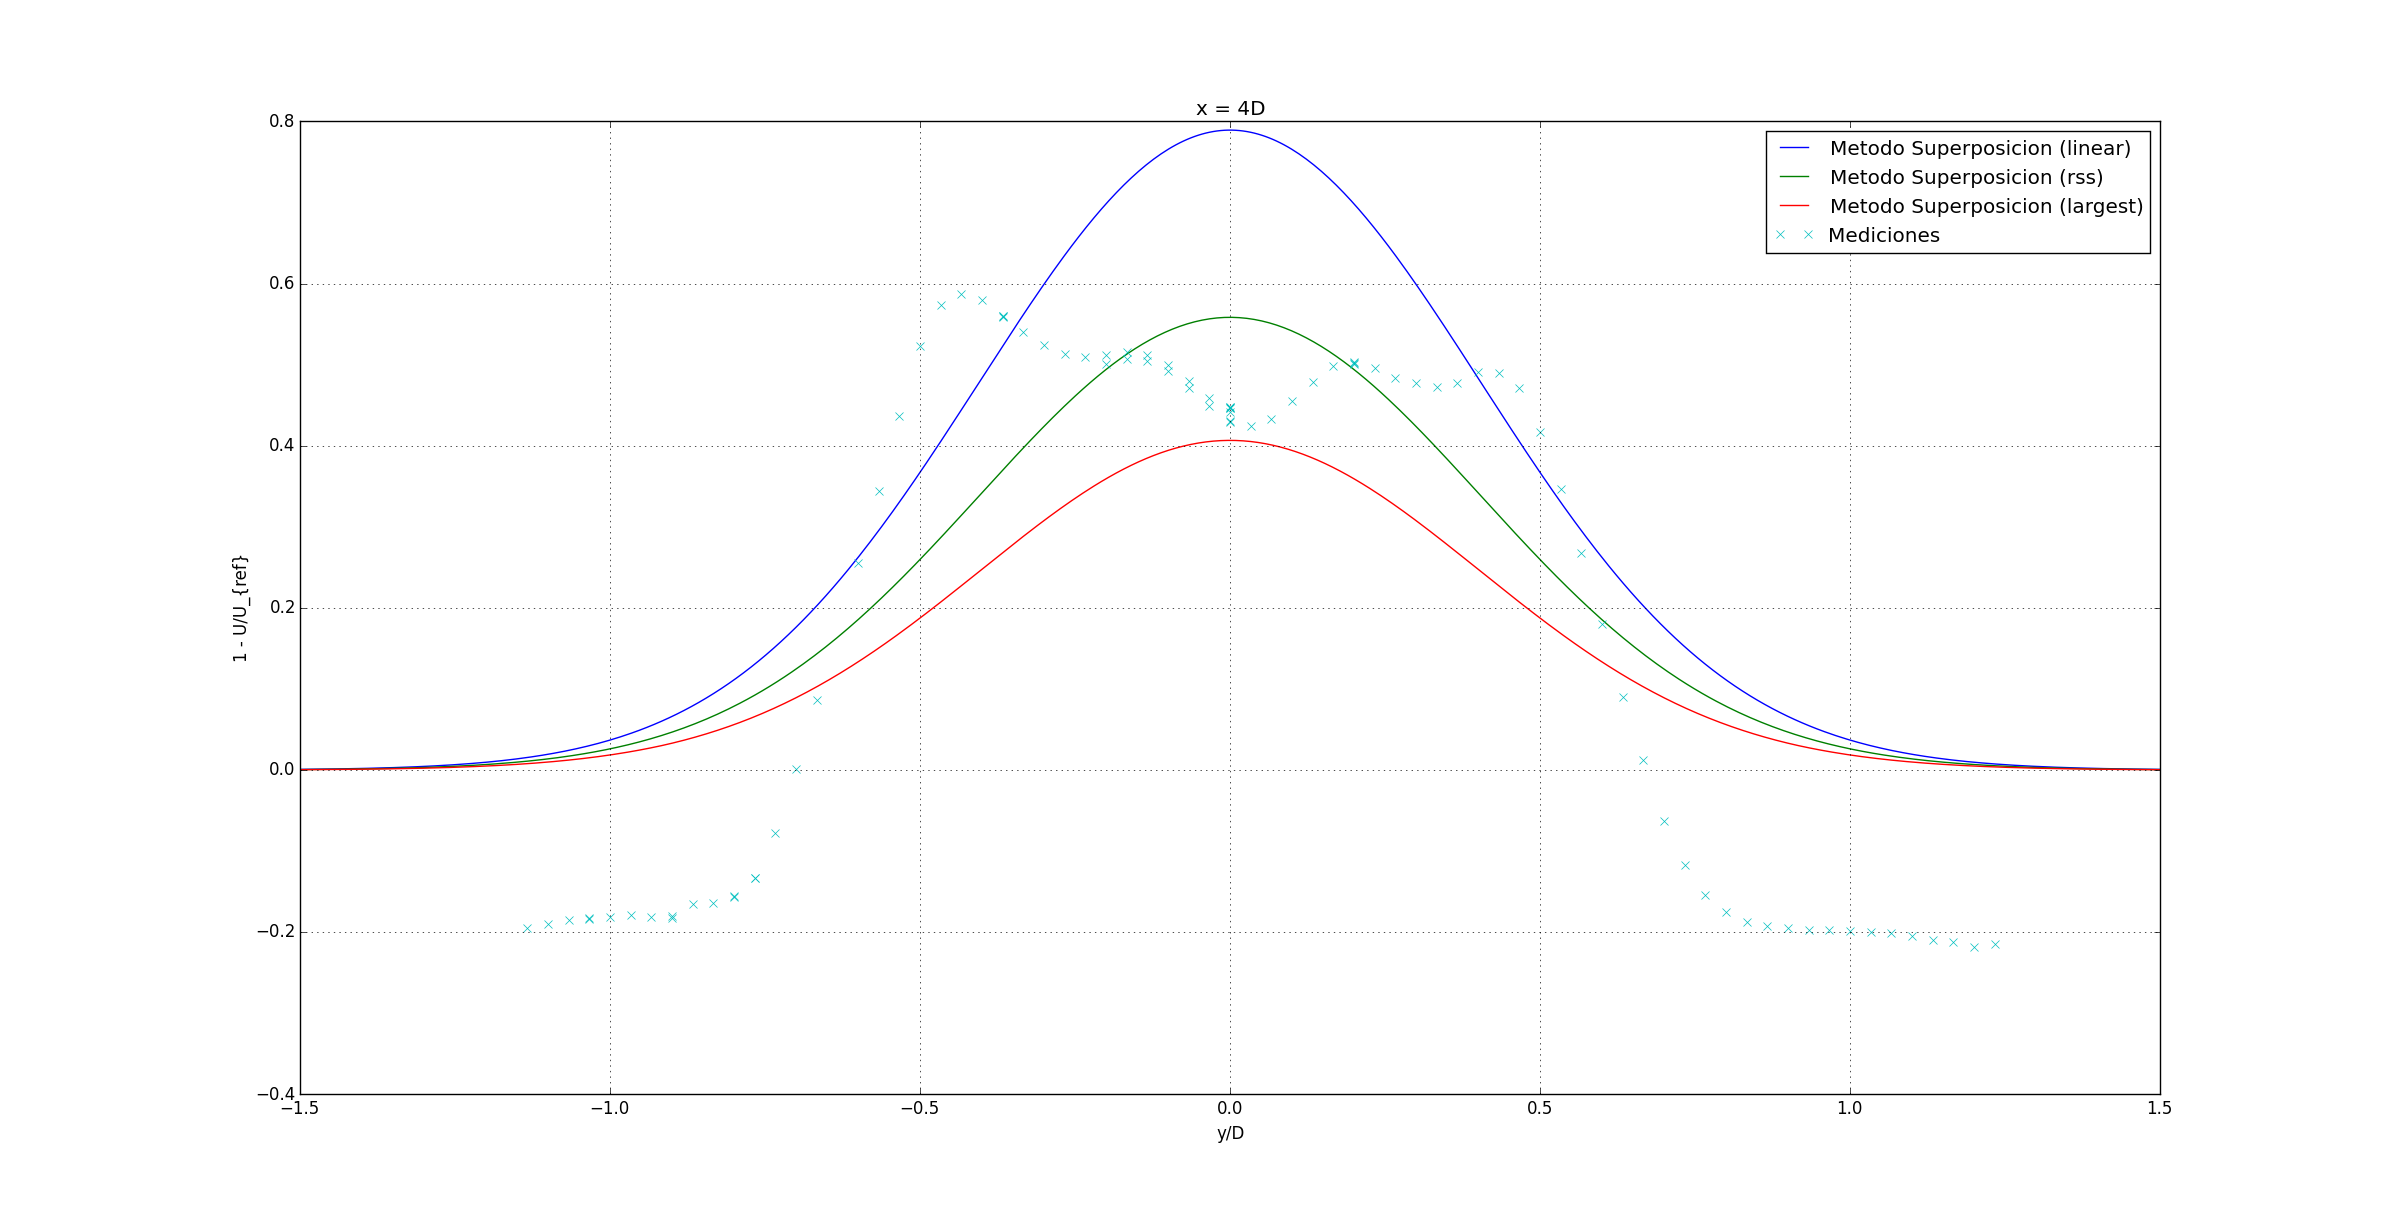 x = 4D
0.8
0.6
0.4
0.2
0.0
−0.2
−0.4
1 - U/U_{ref}
Metodo Superposicion (linear)
Metodo Superposicion (rss)
Metodo Superposicion (largest)
Mediciones
−1.5 −1.0 −0.5 0.0 0.5 1.0 1.5
y/D